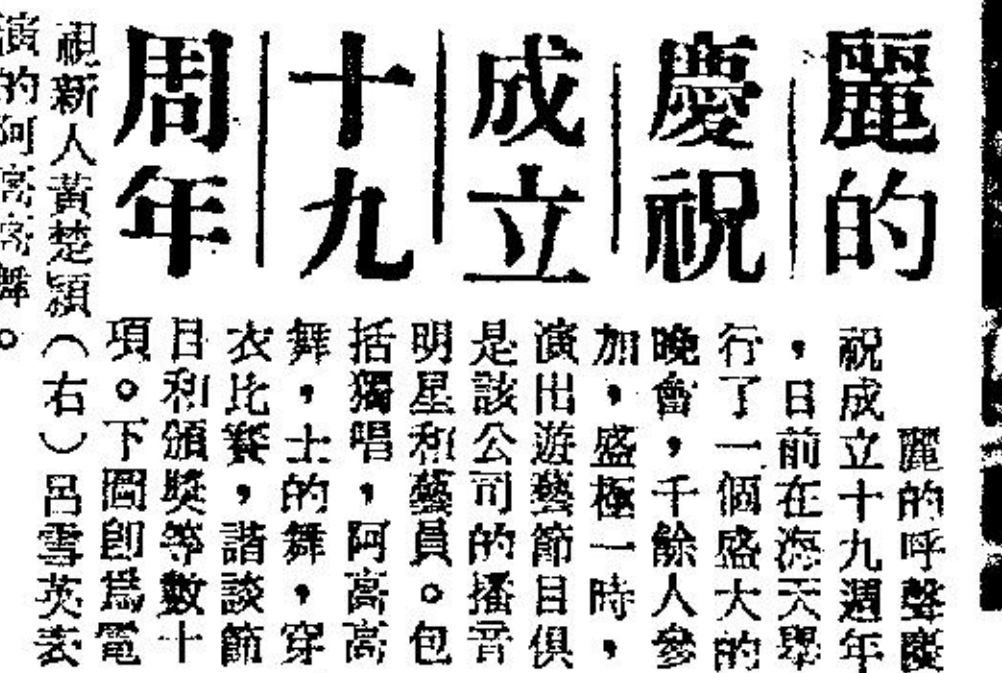 麗的
慶祝
成立
十九
周年
麗的呼聲慶
祝成立十九週年
，日前在海天舉
行了一個盛大的
晚會，千餘人參
加，盛極一時，
演出遊藝節目俱
是該公司的播音
明星和藝員。包
括獨唱，阿高高
舞，士的舞，穿
衣比賽，諧談節
目和頒獎等數十
項。下圖卽爲電
視新人黃楚頴（右）呂雪英表
演的阿高高舞。